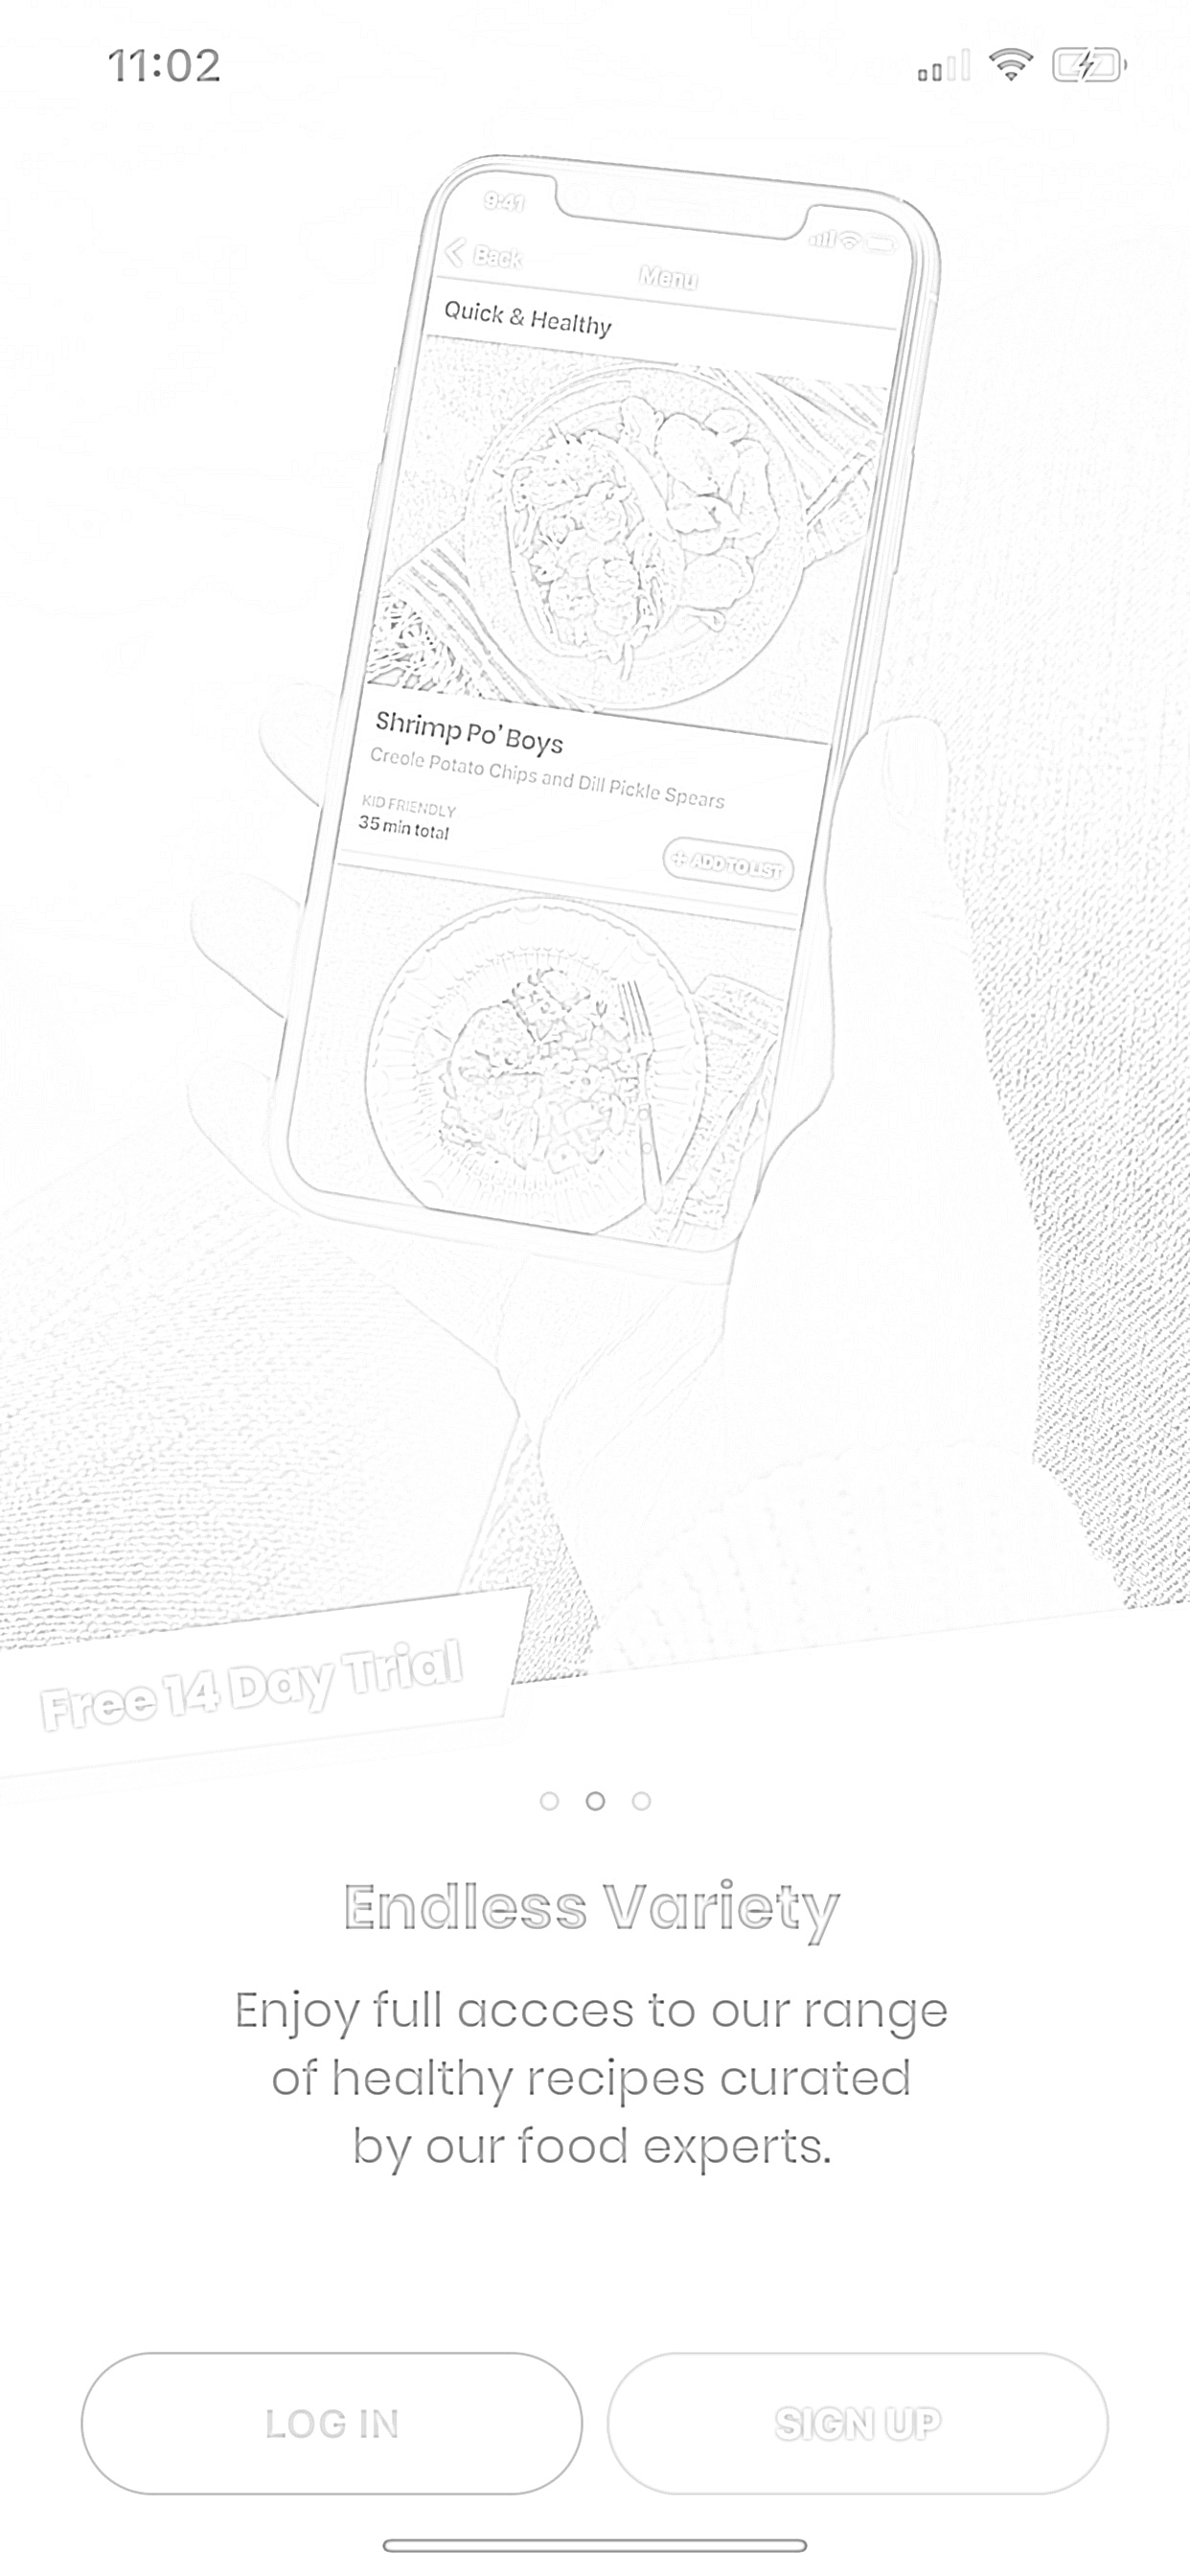 11:02
9:41
Back
Menu
Quick & Healthy
Shrimp Po' Boys
Creole Potato Chips and Dill Pickle Spears
KID FRIENDLY
35 min total
+ ADD TO LIST
Free 14 Day Trial
Endless Variety
Enjoy full accces to our range
of healthy recipes curated
by our food experts.
LOG IN
SIGN UP